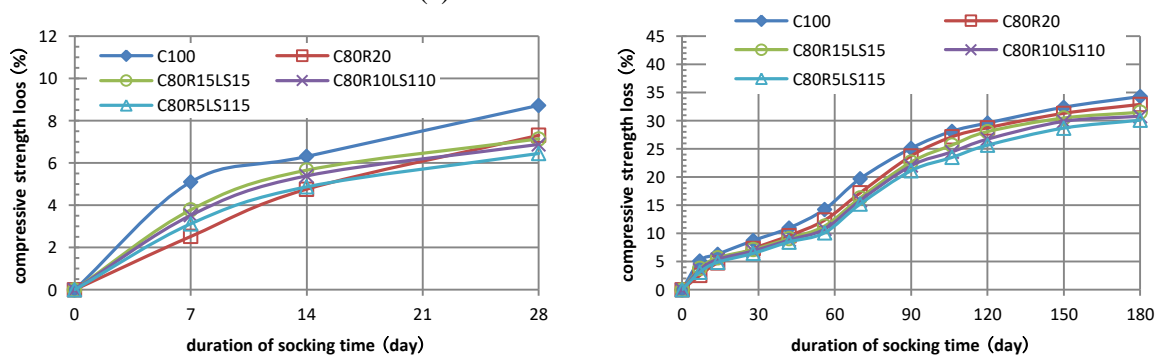 compressive strength loos (%)
12
10
8
6
4
2
0
C100
C80R20
C80R15LS15
C80R10LS110
C80R5LS115
0 7 14 21 28
duration of socking time (day)
compressive strength loss (%)
45
40
35
30
25
20
15
10
5
0
C100
C80R20
C80R15LS15
C80R10LS110
C80R5LS115
0 30 60 90 120 150 180
duration of socking time (day)